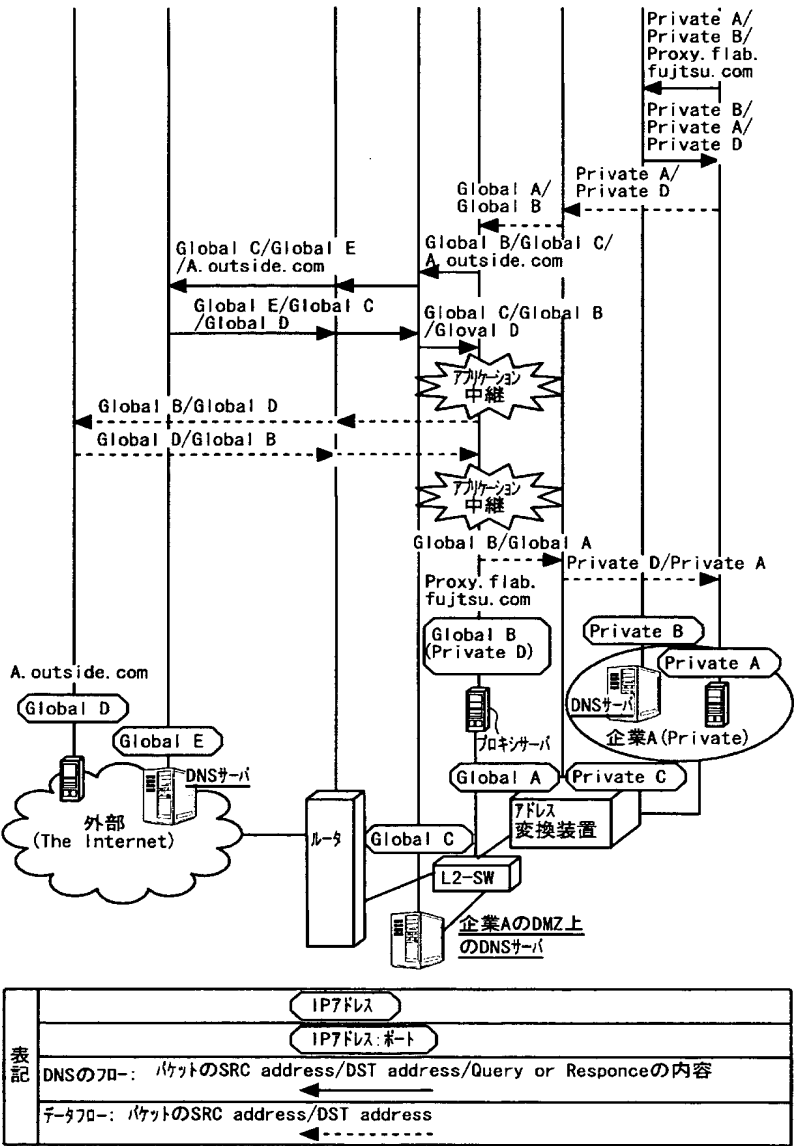 Private A/
Private B/
Proxy.flab.
fujtsu.com
Private B/
Private A/
Private D
Private A/
Private D
Global A/
Global B
Global B/Global C/
A.outside.com
Global C/Global E
/A.outside.com
Global E/Global C
/Global D
Global C/Global B
/Gloval D
アプリケーション
中継
Global B/Global D
Global D/Global B
アプリケーション
中継
Global B/Global A
Private D/Private A
Proxy.flab.
fujtsu.com
Global B
(Private D)
Private B
Private A
DNSサーバ
企業A(Private)
A.outside.com
Global D
Global E
DNSサーバ
プロキシサーバ
Global A
Private C
外部
(The Internet)
ルータ
Global C
アドレス
変換装置
L2-SW
企業AのDMZ上
のDNSサーバ
表記
IPアドレス
IPアドレス:ポート
DNSのフロー: パケットのSRC address/DST address/Query or Responceの内容
データフロー: パケットのSRC address/DST address